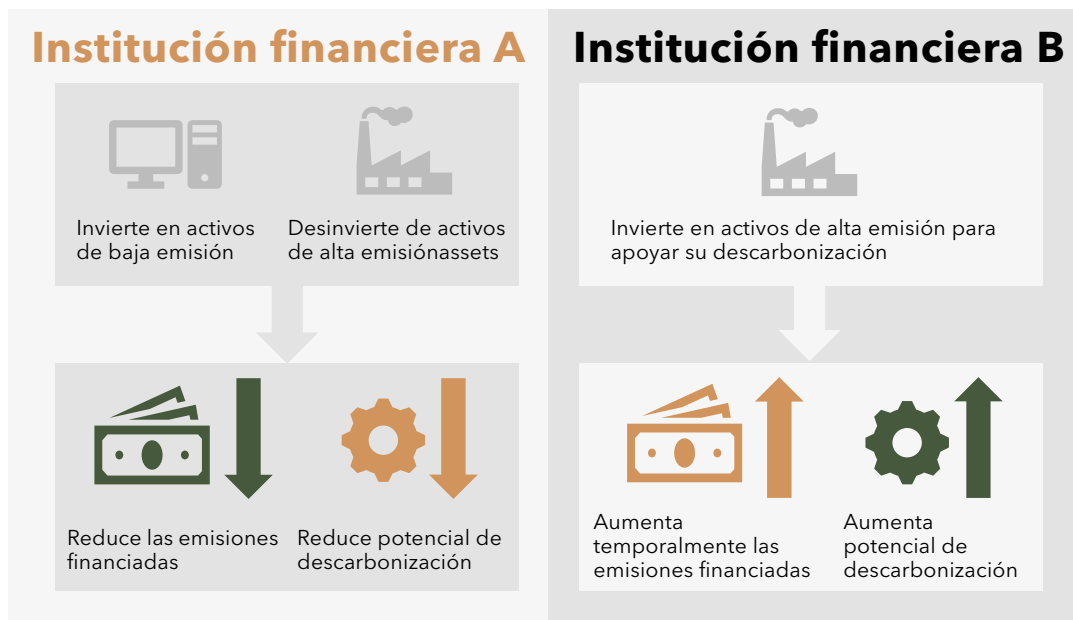 Institución financiera A
Invierte en activos
de baja emisión
Desinvierte de activos
de alta emisiónassets
Reduce las emisiones
financiadas
Reduce potencial de
descarbonización
Institución financiera B
Invierte en activos de alta emisión para
apoyar su descarbonización
Aumenta
temporalmente las
emisiones financiadas
Aumenta
potencial de
descarbonización